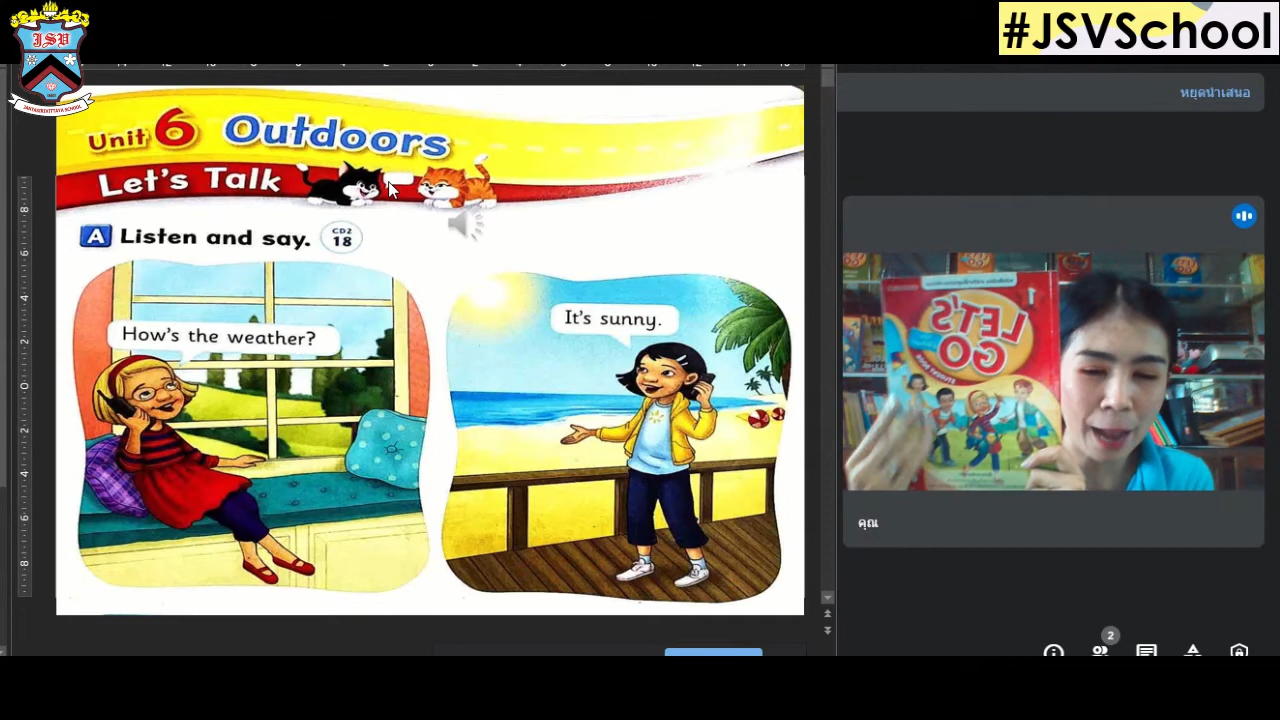 JSV
#JSVSchool
หยุดนำเสนอ
Unit 6 Outdoors
Let's Talk
A Listen and say. CD2 18
How's the weather?
It's sunny.
1
LET'S
GO
คุณ
2